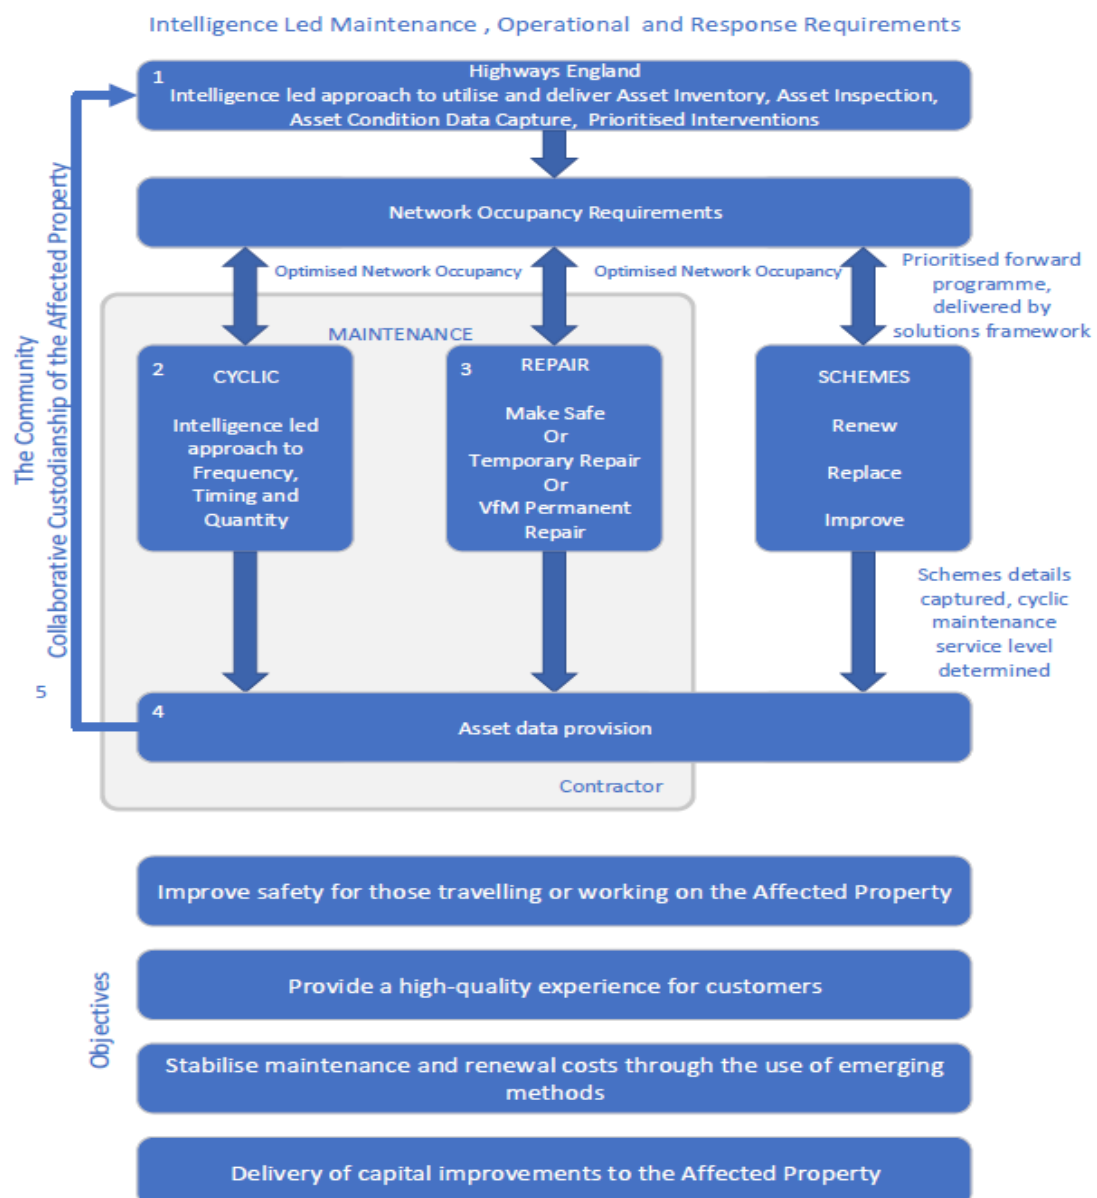 Intelligence Led Maintenance , Operational and Response Requirements
1
Highways England
Intelligence led approach to utilise and deliver Asset Inventory, Asset Inspection,
Asset Condition Data Capture, Prioritised Interventions
Network Occupancy Requirements
Optimised Network Occupancy
Optimised Network Occupancy
Prioritised forward
programme,
delivered by
solutions framework
MAINTENANCE
2
CYCLIC
Intelligence led
approach to
Frequency,
Timing and
Quantity
3
REPAIR
Make Safe
Or
Temporary Repair
Or
VfM Permanent
Repair
SCHEMES
Renew
Replace
Improve
Schemes details
captured, cyclic
maintenance
service level
determined
The Community
Collaborative Custodianship of the Affected Property
5
4
Asset data provision
Contractor
Objectives
Improve safety for those travelling or working on the Affected Property
Provide a high-quality experience for customers
Stabilise maintenance and renewal costs through the use of emerging
methods
Delivery of capital improvements to the Affected Property